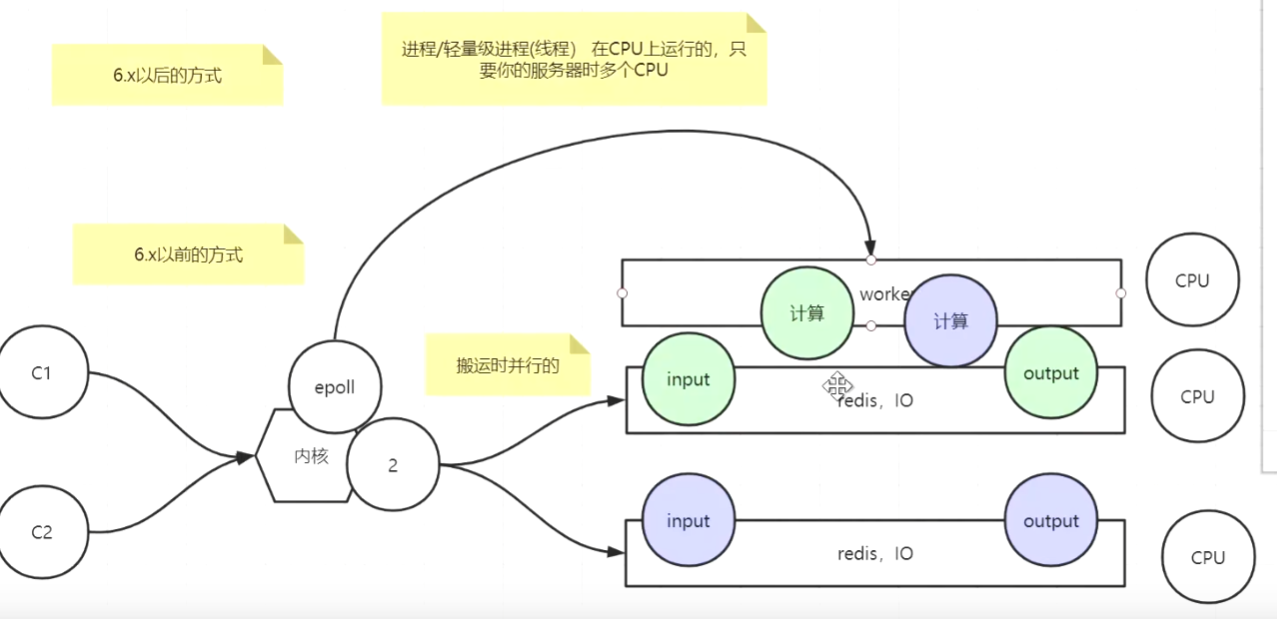 进程/轻量级进程(线程) 在CPU上运行的，只
要你的服务器时多个CPU
6.x以后的方式
6.x以前的方式
CPU
worke
计算
计算
C1
epoll
搬运时并行的
input
redis，IO
output
CPU
内核
2
C2
input
redis，IO
output
CPU